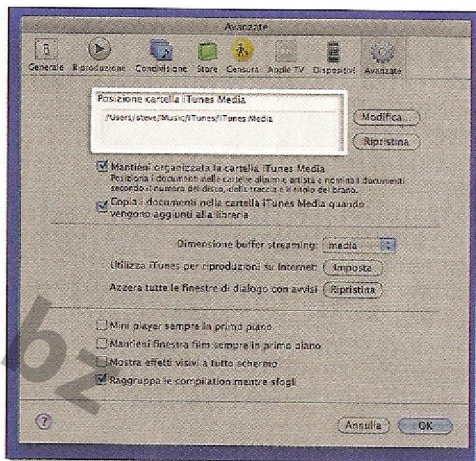 Avanzate
Generale Riproduzione Condivisione Store Censura Apple TV Dispositivi Avanzate
Posizione cartella iTunes Media
/Users/steve/Music/iTunes/iTunes Media
Modifica...
Ripristina
Mantieni organizzata la cartella iTunes Media
Posiziona i documenti nelle cartelle album e artista e nomina i documenti
secondo il numero del disco, della traccia e il titolo del brano.
Copia i documenti nella cartella iTunes Media quando
vengono aggiunti alla libreria
Dimensione buffer streaming: media
Utilizza iTunes per riproduzioni su Internet: Imposta
Azzera tutte le finestre di dialogo con avvisi Ripristina
Mini player sempre in primo piano
Mantieni finestra film sempre in primo piano
Mostra effetti visivi a tutto schermo
Raggruppa le compilation mentre sfogli
? Annulla OK
bz